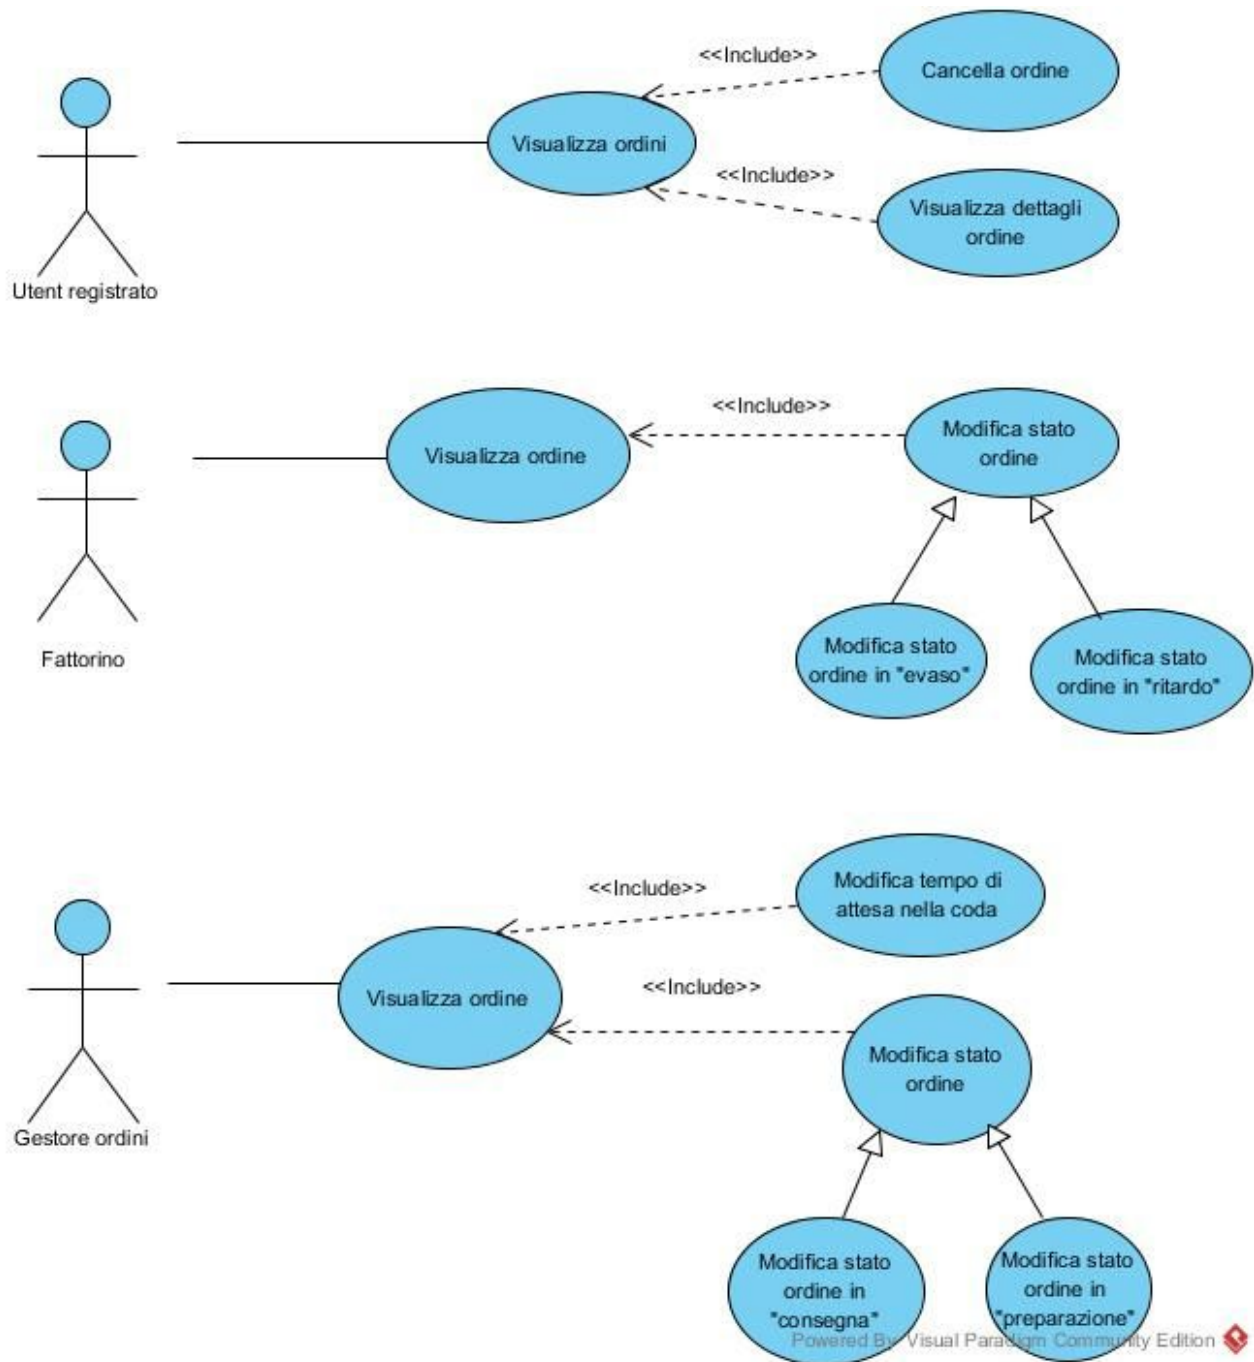 <<Include>>
Cancella ordine
Visualizza ordini
<<Include>>
Visualizza dettagli
ordine
Utent registrato
<<Include>>
Modifica stato
ordine
Visualizza ordine
Modifica stato
ordine in "evaso"
Modifica stato
ordine in "ritardo"
Fattorino
<<Include>>
Modifica tempo di
attesa nella coda
Visualizza ordine
<<Include>>
Modifica stato
ordine
Gestore ordini
Modifica stato
ordine in
"consegna"
Modifica stato
ordine in
"preparazione"
Powered By Visual Paradigm Community Edition